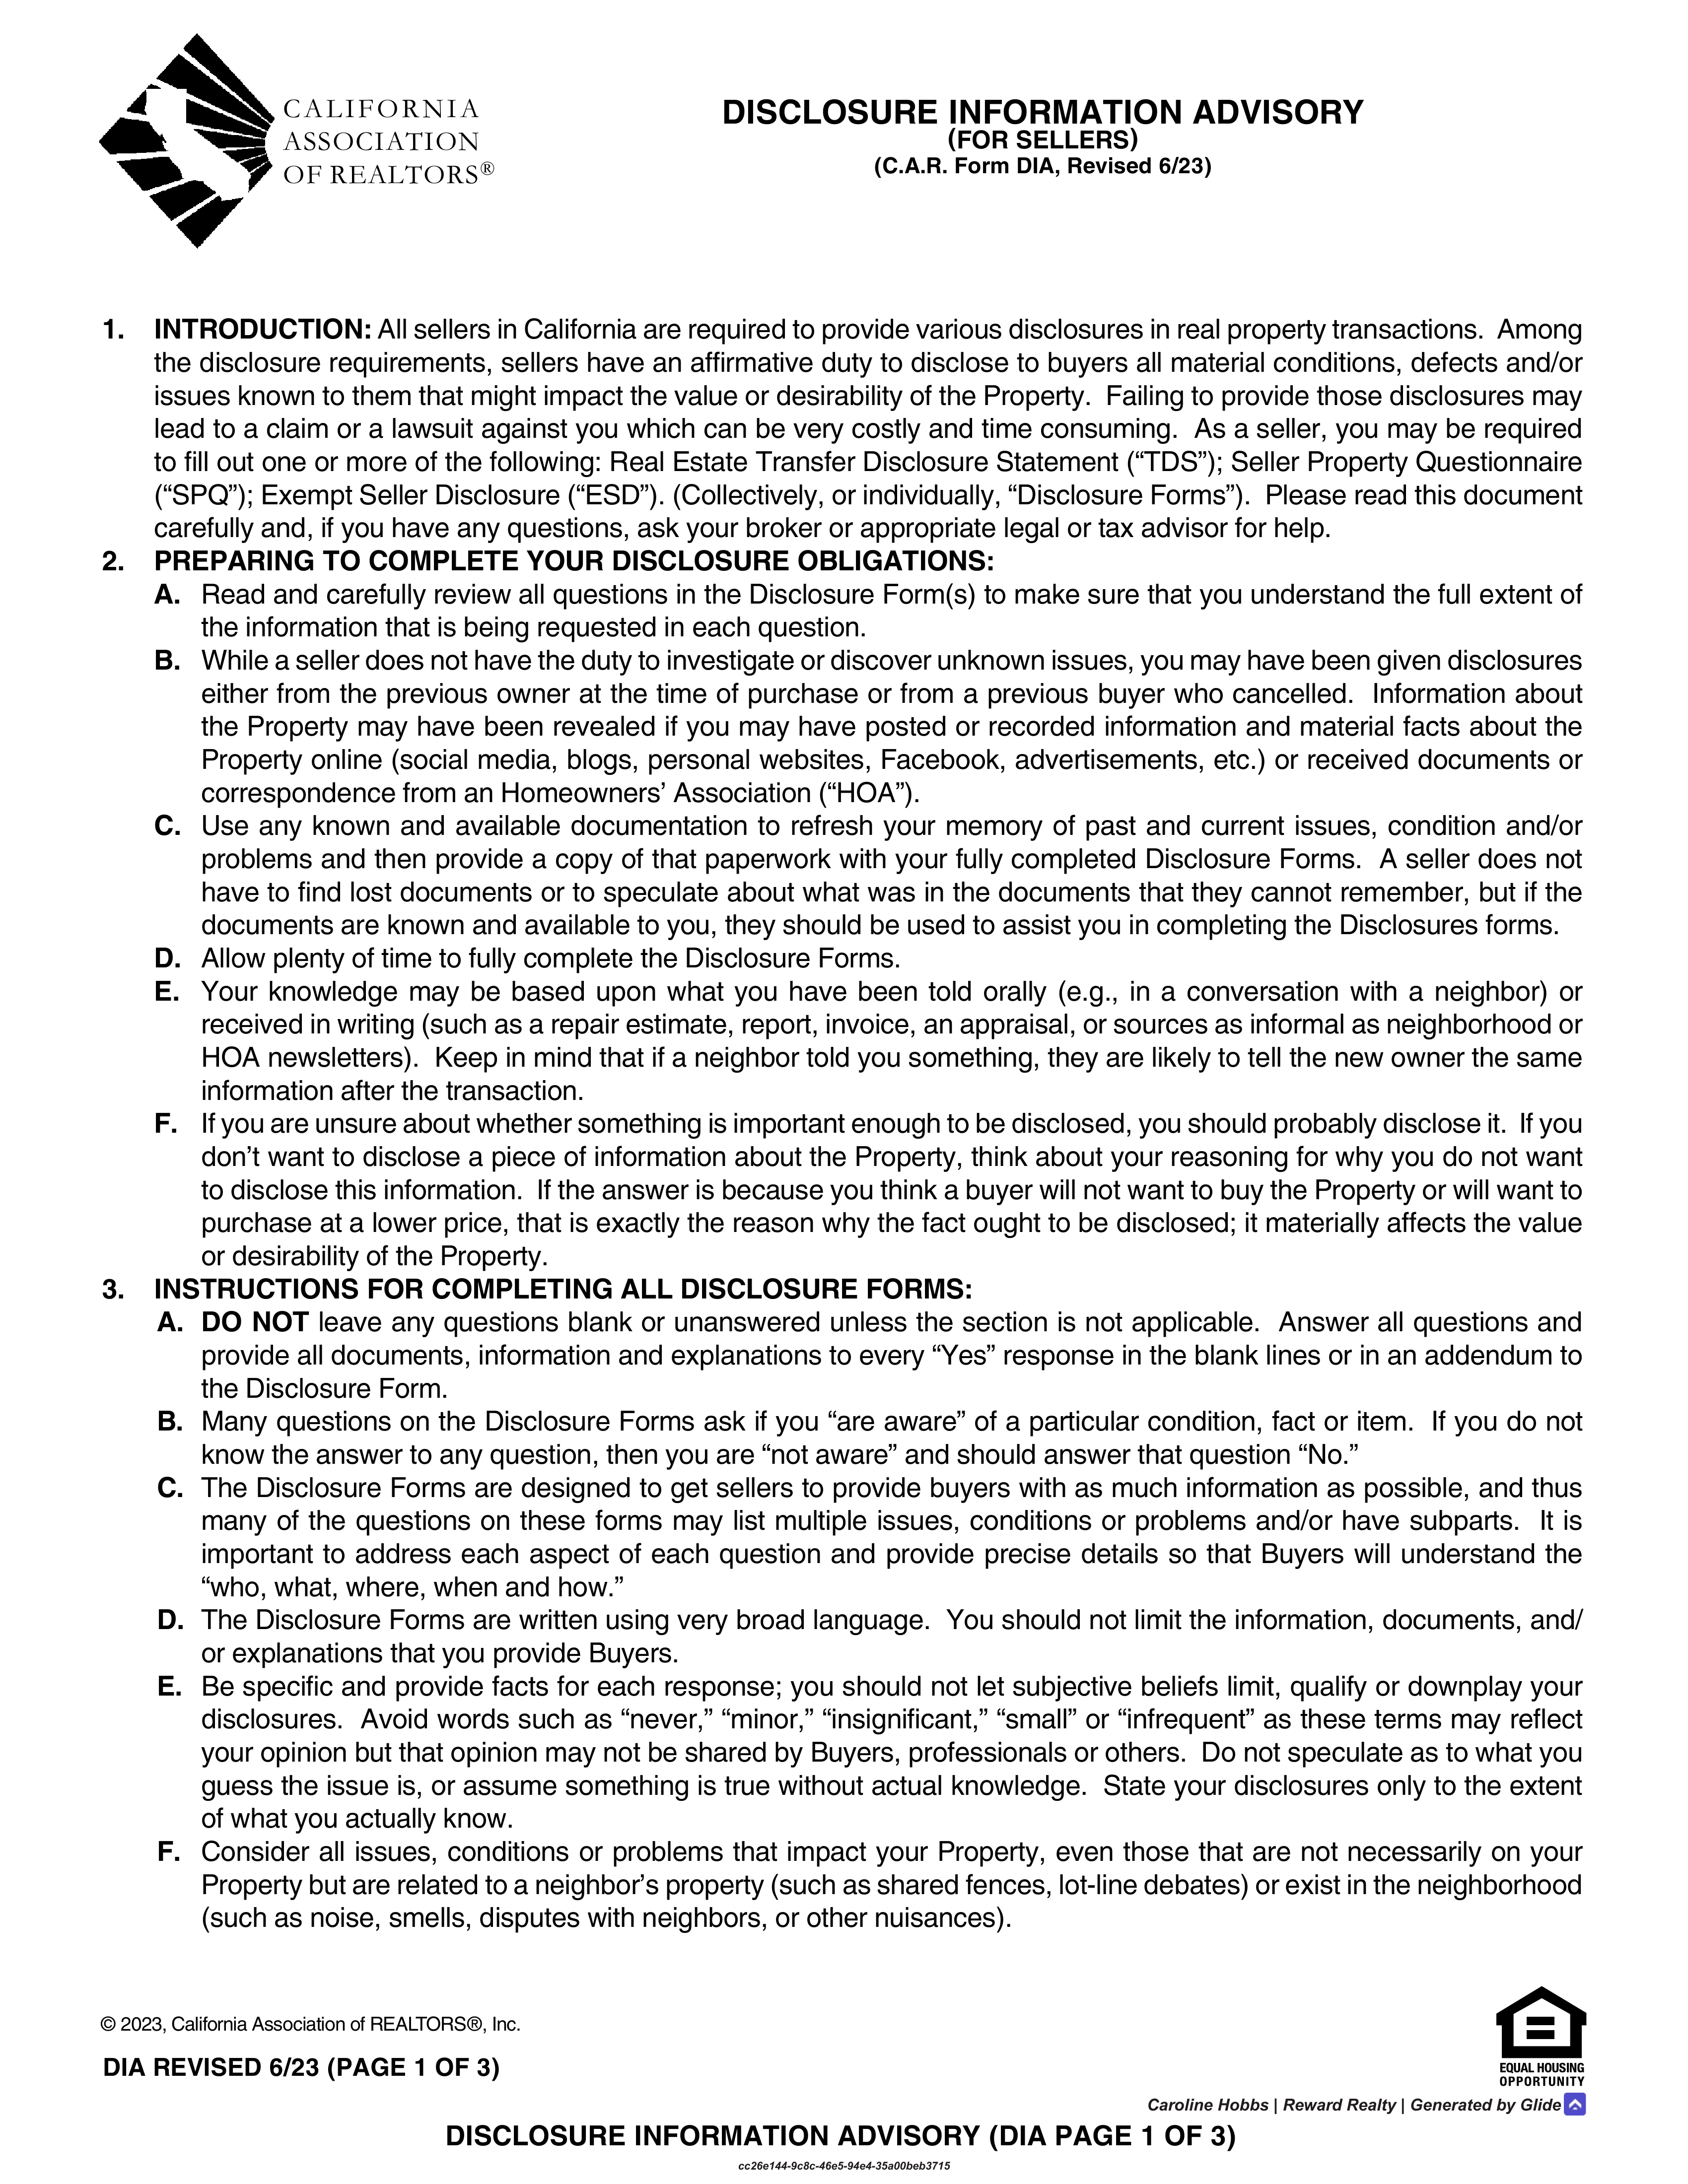 CALIFORNIA
ASSOCIATION
OF REALTORS®
DISCLOSURE INFORMATION ADVISORY
(FOR SELLERS)
(C.A.R. Form DIA, Revised 6/23)
1. INTRODUCTION: All sellers in California are required to provide various disclosures in real property transactions. Among
the disclosure requirements, sellers have an affirmative duty to disclose to buyers all material conditions, defects and/or
issues known to them that might impact the value or desirability of the Property. Failing to provide those disclosures may
lead to a claim or a lawsuit against you which can be very costly and time consuming. As a seller, you may be required
to fill out one or more of the following: Real Estate Transfer Disclosure Statement (“TDS”); Seller Property Questionnaire
(“SPQ”); Exempt Seller Disclosure (“ESD”). (Collectively, or individually, “Disclosure Forms”). Please read this document
carefully and, if you have any questions, ask your broker or appropriate legal or tax advisor for help.
2. PREPARING TO COMPLETE YOUR DISCLOSURE OBLIGATIONS:
A. Read and carefully review all questions in the Disclosure Form(s) to make sure that you understand the full extent of
the information that is being requested in each question.
B. While a seller does not have the duty to investigate or discover unknown issues, you may have been given disclosures
either from the previous owner at the time of purchase or from a previous buyer who cancelled. Information about
the Property may have been revealed if you may have posted or recorded information and material facts about the
Property online (social media, blogs, personal websites, Facebook, advertisements, etc.) or received documents or
correspondence from an Homeowners’ Association (“HOA”).
C. Use any known and available documentation to refresh your memory of past and current issues, condition and/or
problems and then provide a copy of that paperwork with your fully completed Disclosure Forms. A seller does not
have to find lost documents or to speculate about what was in the documents that they cannot remember, but if the
documents are known and available to you, they should be used to assist you in completing the Disclosures forms.
D. Allow plenty of time to fully complete the Disclosure Forms.
E. Your knowledge may be based upon what you have been told orally (e.g., in a conversation with a neighbor) or
received in writing (such as a repair estimate, report, invoice, an appraisal, or sources as informal as neighborhood or
HOA newsletters). Keep in mind that if a neighbor told you something, they are likely to tell the new owner the same
information after the transaction.
F. If you are unsure about whether something is important enough to be disclosed, you should probably disclose it. If you
don’t want to disclose a piece of information about the Property, think about your reasoning for why you do not want
to disclose this information. If the answer is because you think a buyer will not want to buy the Property or will want to
purchase at a lower price, that is exactly the reason why the fact ought to be disclosed; it materially affects the value
or desirability of the Property.
3. INSTRUCTIONS FOR COMPLETING ALL DISCLOSURE FORMS:
A. DO NOT leave any questions blank or unanswered unless the section is not applicable. Answer all questions and
provide all documents, information and explanations to every “Yes” response in the blank lines or in an addendum to
the Disclosure Form.
B. Many questions on the Disclosure Forms ask if you “are aware” of a particular condition, fact or item. If you do not
know the answer to any question, then you are “not aware” and should answer that question “No.”
C. The Disclosure Forms are designed to get sellers to provide buyers with as much information as possible, and thus
many of the questions on these forms may list multiple issues, conditions or problems and/or have subparts. It is
important to address each aspect of each question and provide precise details so that Buyers will understand the
“who, what, where, when and how.”
D. The Disclosure Forms are written using very broad language. You should not limit the information, documents, and/
or explanations that you provide Buyers.
E. Be specific and provide facts for each response; you should not let subjective beliefs limit, qualify or downplay your
disclosures. Avoid words such as “never,” “minor,” “insignificant,” “small” or “infrequent” as these terms may reflect
your opinion but that opinion may not be shared by Buyers, professionals or others. Do not speculate as to what you
guess the issue is, or assume something is true without actual knowledge. State your disclosures only to the extent
of what you actually know.
F. Consider all issues, conditions or problems that impact your Property, even those that are not necessarily on your
Property but are related to a neighbor’s property (such as shared fences, lot-line debates) or exist in the neighborhood
(such as noise, smells, disputes with neighbors, or other nuisances).
© 2023, California Association of REALTORS®, Inc.
DIA REVISED 6/23 (PAGE 1 OF 3)
EQUAL HOUSING
OPPORTUNITY
Caroline Hobbs | Reward Realty | Generated by Glide
DISCLOSURE INFORMATION ADVISORY (DIA PAGE 1 OF 3)
cc26e144-9c8c-46e5-94e4-35a00beb3715